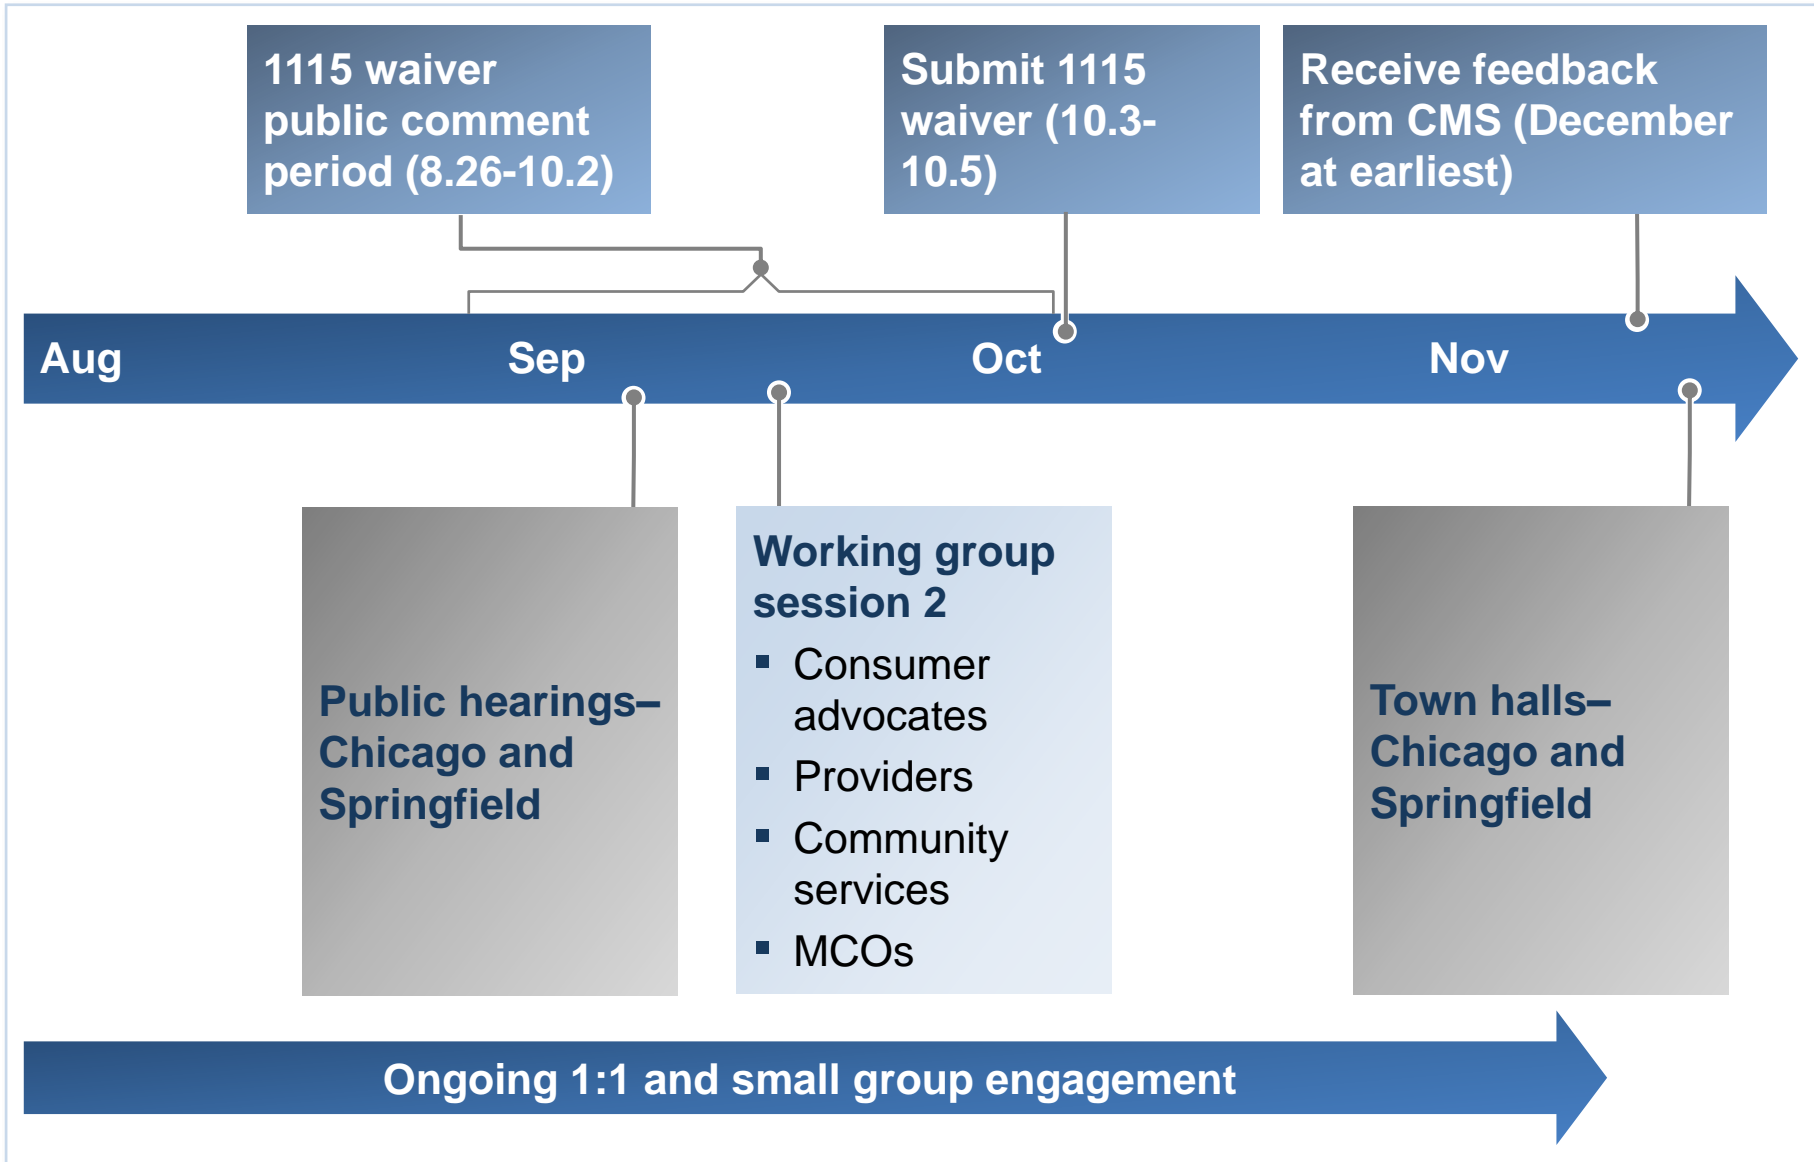 1115 waiver
public comment
period (8.26-10.2)
Submit 1115
waiver (10.3-
10.5)
Receive feedback
from CMS (December
at earliest)
Aug
Sep
Oct
Nov
Public hearings–
Chicago and
Springfield
Working group
session 2
▪ Consumer
advocates
▪ Providers
▪ Community
services
▪ MCOs
Town halls–
Chicago and
Springfield
Ongoing 1:1 and small group engagement